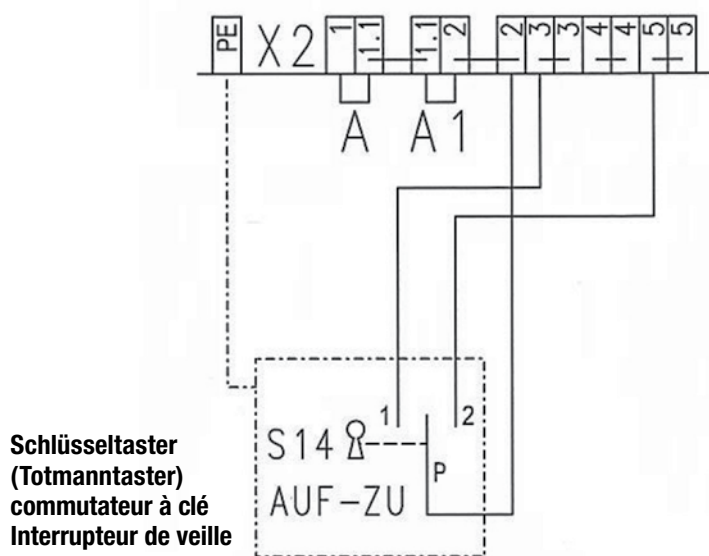 PE X2 1 1.1 1.1 2 2 3 3 4 4 5 5
A A1
1 2
S14
P
AUF-ZU
Schlüsseltaster
(Totmanntaster)
commutateur à clé
Interrupteur de veille